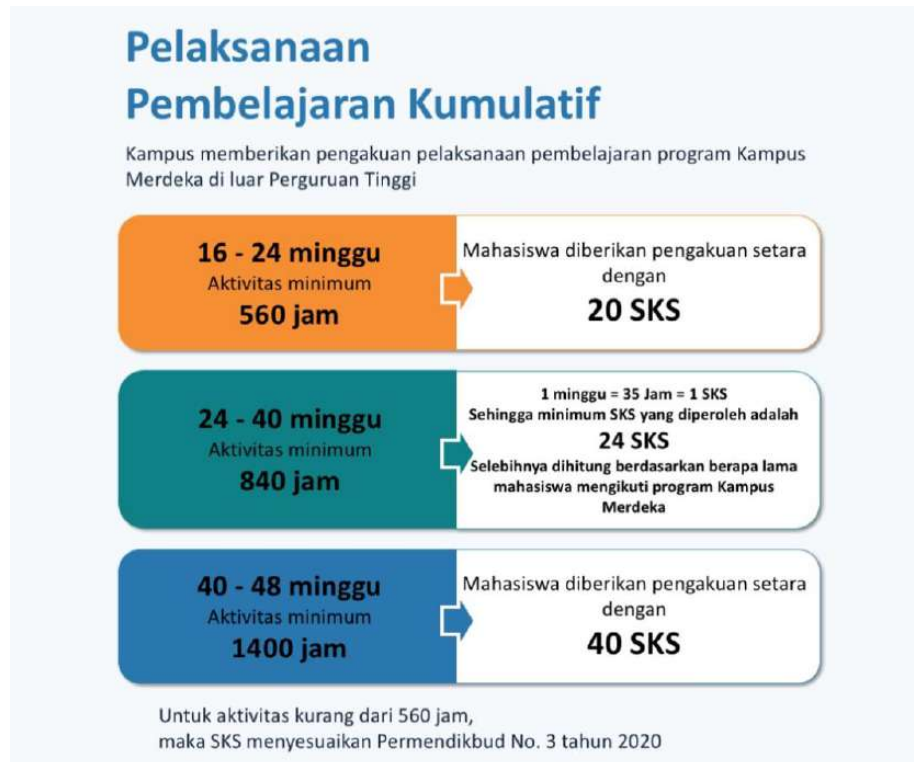 Pelaksanaan
Pembelajaran Kumulatif
Kampus memberikan pengakuan pelaksanaan pembelajaran program Kampus
Merdeka di luar Perguruan Tinggi
16 - 24 minggu
Aktivitas minimum
560 jam
Mahasiswa diberikan pengakuan setara
dengan
20 SKS
24 - 40 minggu
Aktivitas minimum
840 jam
1 minggu = 35 Jam = 1 SKS
Sehingga minimum SKS yang diperoleh adalah
24 SKS
Selebihnya dihitung berdasarkan berapa lama
mahasiswa mengikuti program Kampus
Merdeka
40 - 48 minggu
Aktivitas minimum
1400 jam
Mahasiswa diberikan pengakuan setara
dengan
40 SKS
Untuk aktivitas kurang dari 560 jam,
maka SKS menyesuaikan Permendikbud No. 3 tahun 2020